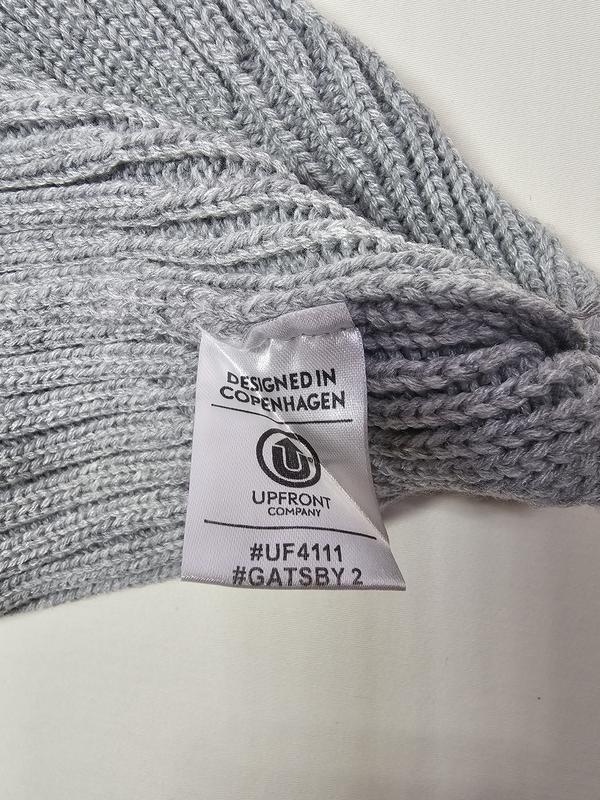 DESIGNED IN
COPENHAGEN
U
UPFRONT
COMPANY
#UF4111
#GATSBY 2